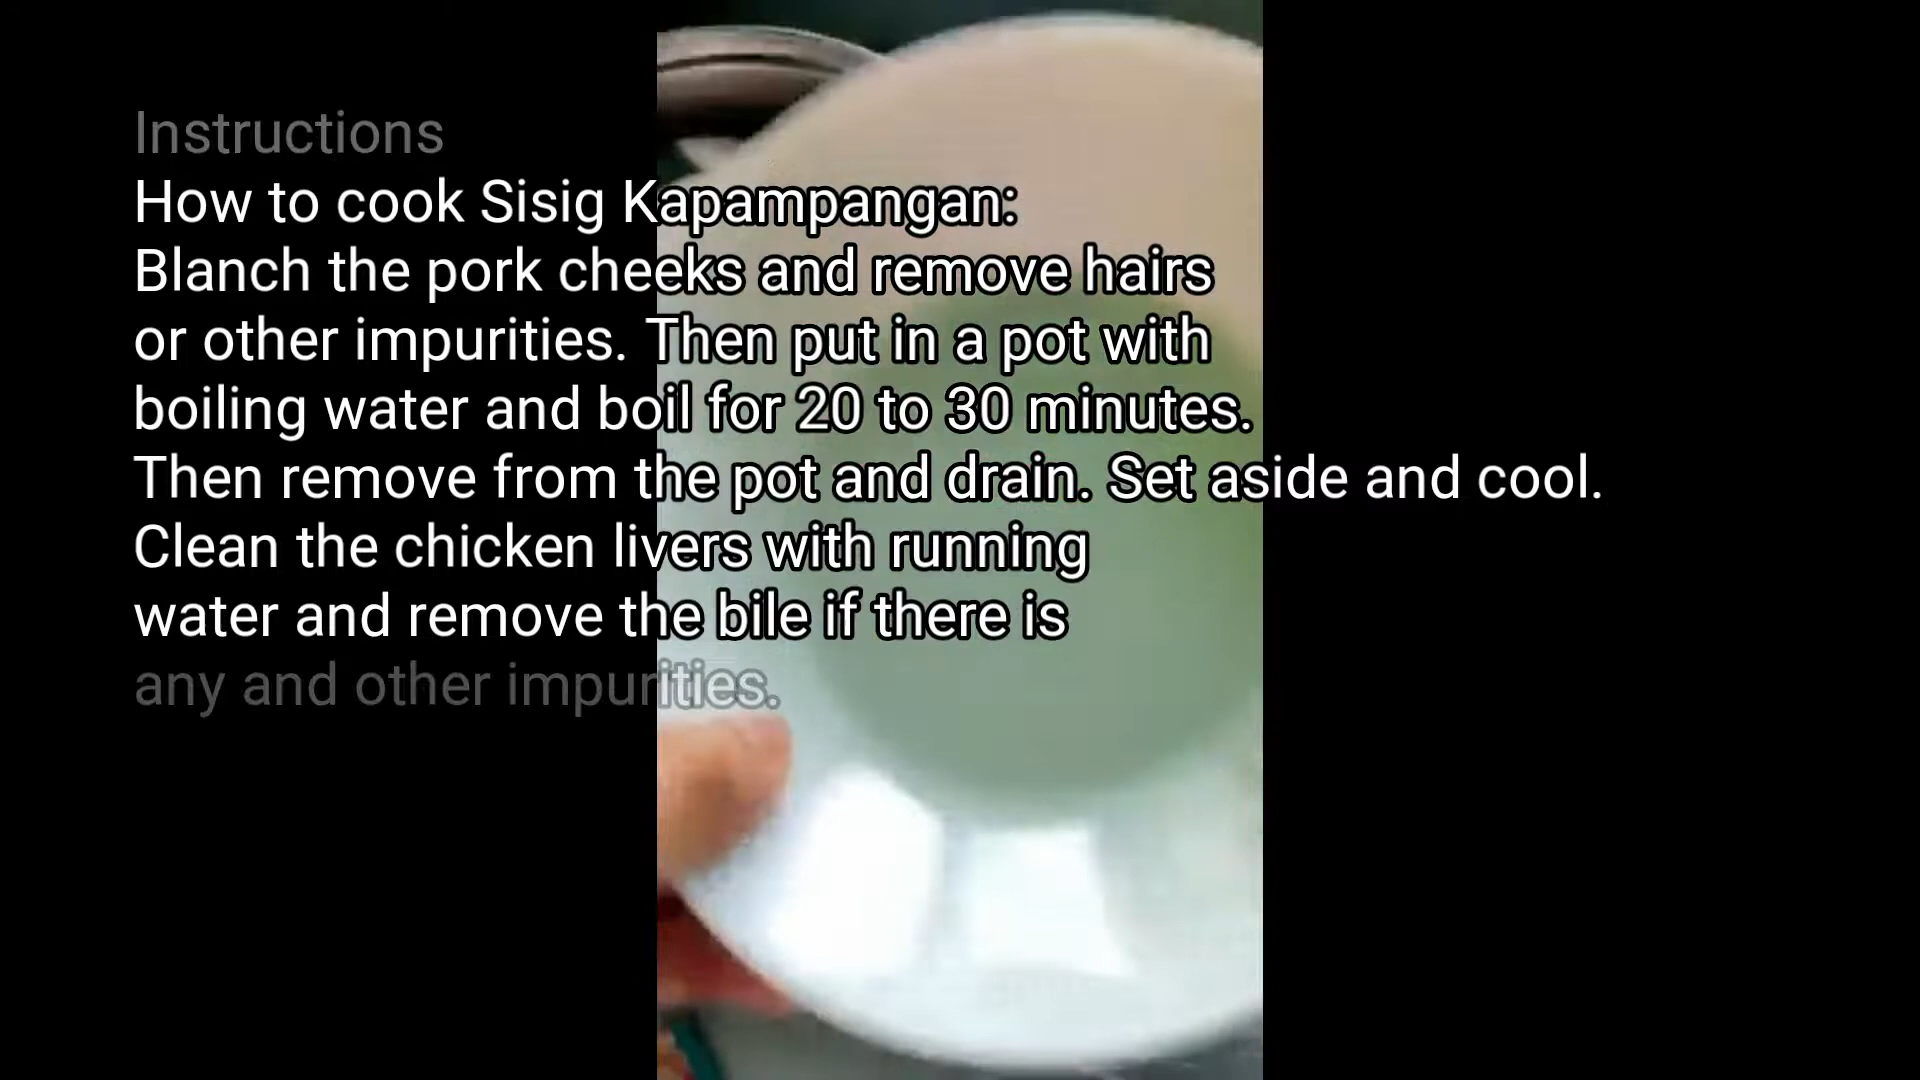 Instructions
How to cook Sisig Kapampangan:
Blanch the pork cheeks and remove hairs
or other impurities. Then put in a pot with
boiling water and boil for 20 to 30 minutes.
Then remove from the pot and drain. Set aside and cool.
Clean the chicken livers with running
water and remove the bile if there is
any and other impurities.